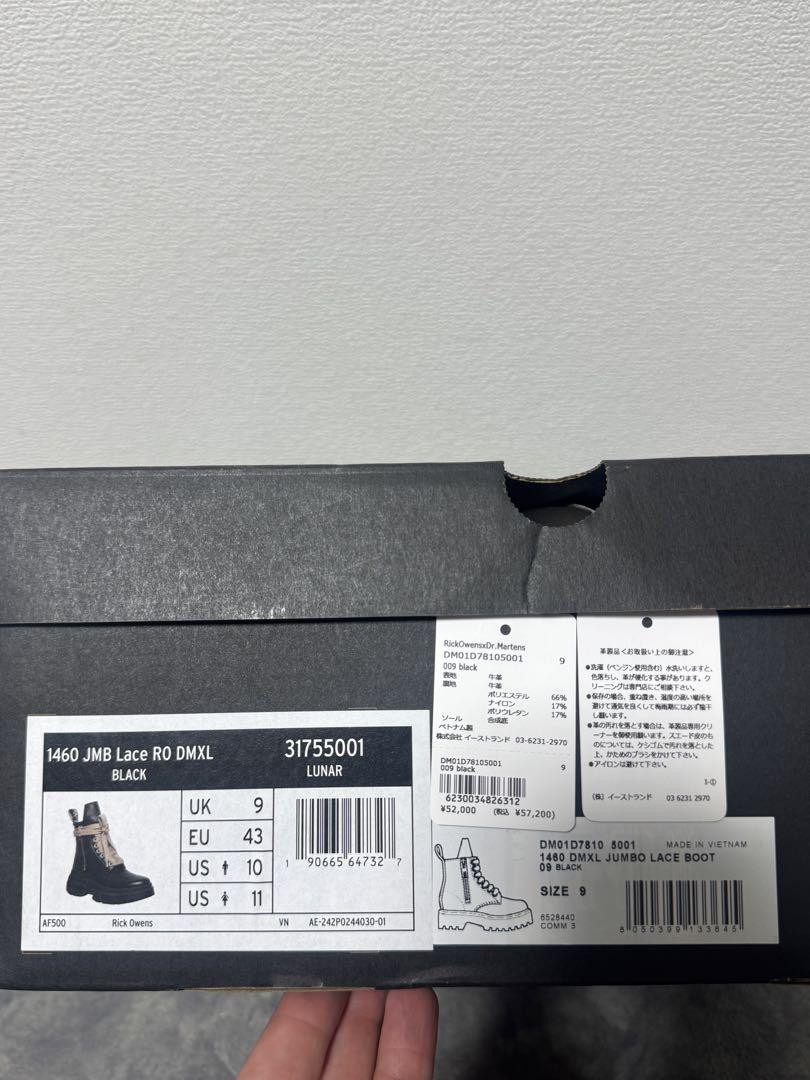 1460 JMB Lace RO DMXL
BLACK
31755001
LUNAR
UK 9
EU 43
US 10
US 11
1 90665 64732 7
AF500 Rick Owens VN AE-242P0244030-01
RickOwensxDr.Martens
DM01D78105001 9
009 black
表地 牛革
裏地 牛革
ポリエステル 66%
ナイロン 17%
ポリウレタン 17%
ソール 合成底
ベトナム製
株式会社 イーストランド 03-6231-2970
DM01D78105001
009 black 9
6230034826312
¥52,000 (税込 ¥57,200)
革製品<お取扱い上の御注意>
●洗濯(ベンジン使用含む)水洗いしますと、
色落ちし、革が硬化する事があります。ク
リーニングは専門店にご相談下さい。
●保存の場合、重ね置き、湿度の高い場所を
避けて通気を良くして梅雨期には必ず陰干
し願います。
●革の汚れを落とす場合は、革製品専用クリ
ーナーを御使用願います。スエード皮のも
のについては、ケシゴムで汚れを落とした
上、かためのブラシをかけて下さい。
●アイロンは避けて下さい。
1-①
(株) イーストランド 03 6231 2970
DM01D7810 5001 MADE IN VIETNAM
1460 DMXL JUMBO LACE BOOT
09 BLACK
SIZE 9
6528440
COMM 3
8 050399 133845